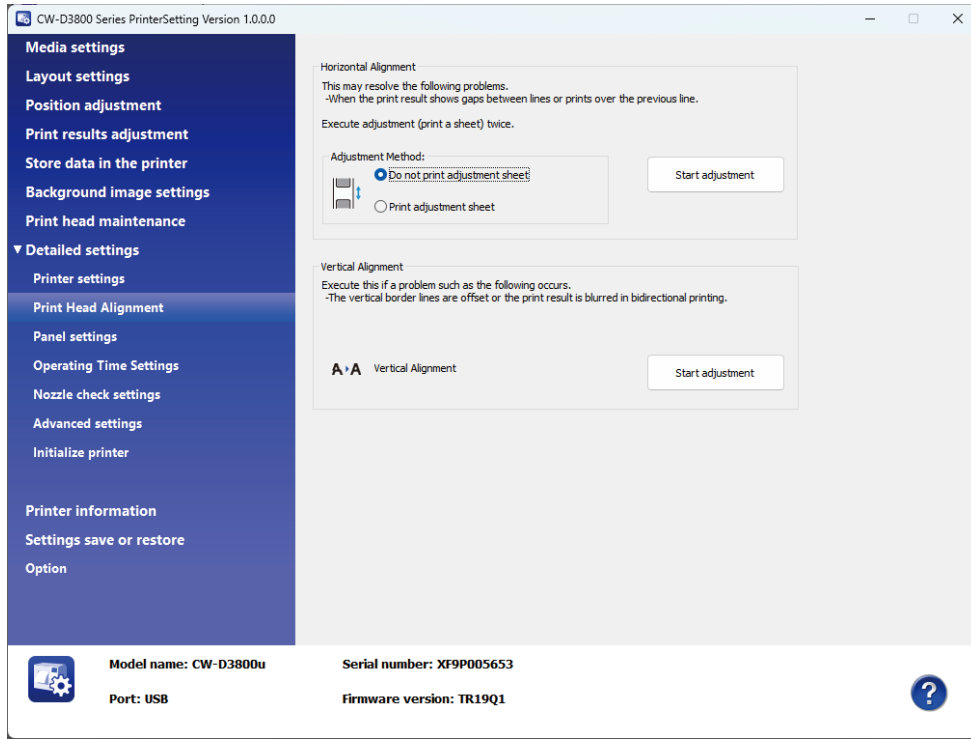 CW-D3800 Series PrinterSetting Version 1.0.0.0
Media settings
Layout settings
Position adjustment
Print results adjustment
Store data in the printer
Background image settings
Print head maintenance
Detailed settings
Printer settings
Print Head Alignment
Panel settings
Operating Time Settings
Nozzle check settings
Advanced settings
Initialize printer
Printer information
Settings save or restore
Option
Horizontal Alignment
This may resolve the following problems.
-When the print result shows gaps between lines or prints over the previous line.
Execute adjustment (print a sheet) twice.
Adjustment Method:
Do not print adjustment sheet
Print adjustment sheet
Start adjustment
Vertical Alignment
Execute this if a problem such as the following occurs.
-The vertical border lines are offset or the print result is blurred in bidirectional printing.
A A Vertical Alignment
Start adjustment
Model name: CW-D3800u
Serial number: XF9P005653
Port: USB
Firmware version: TR19Q1
?